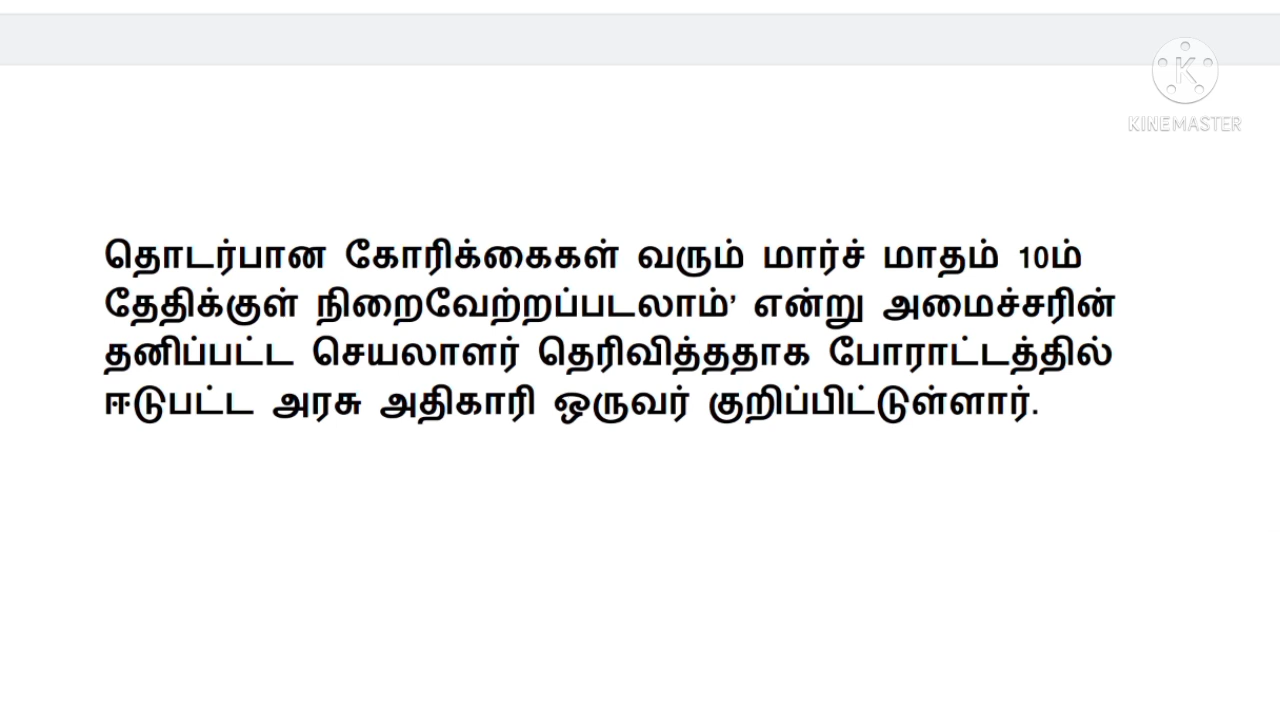 KINEMASTER
தொடர்பான கோரிக்கைகள் வரும் மார்ச் மாதம் 10ம்
தேதிக்குள் நிறைவேற்றப்படலாம்’ என்று அமைச்சரின்
தனிப்பட்ட செயலாளர் தெரிவித்ததாக போராட்டத்தில்
ஈடுபட்ட அரசு அதிகாரி ஒருவர் குறிப்பிட்டுள்ளார்.